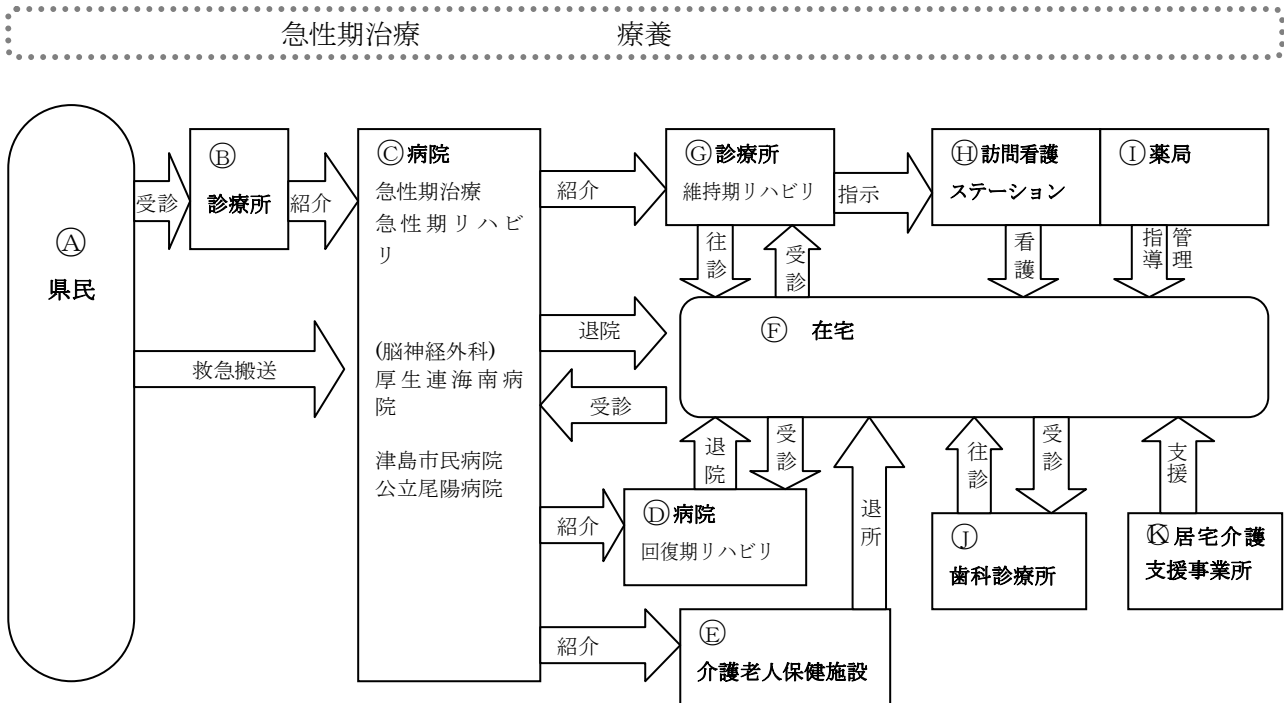 急性期治療 療養
Ⓐ
県民
受診
Ⓑ
診療所
紹介
救急搬送
Ⓒ病院
急性期治療
急性期リハビ
リ
(脳神経外科)
厚生連海南病
院
津島市民病院
公立尾陽病院
紹介
退院
受診
紹介
紹介
Ⓖ診療所
維持期リハビリ
指示
Ⓗ訪問看護
ステーション
Ⓘ薬局
往診
受診
看護
管理
指導
Ⓕ 在宅
退院
受診
退所
往診
受診
支援
Ⓓ病院
回復期リハビリ
Ⓔ
介護老人保健施設
Ⓙ
歯科診療所
Ⓚ居宅介護
支援事業所